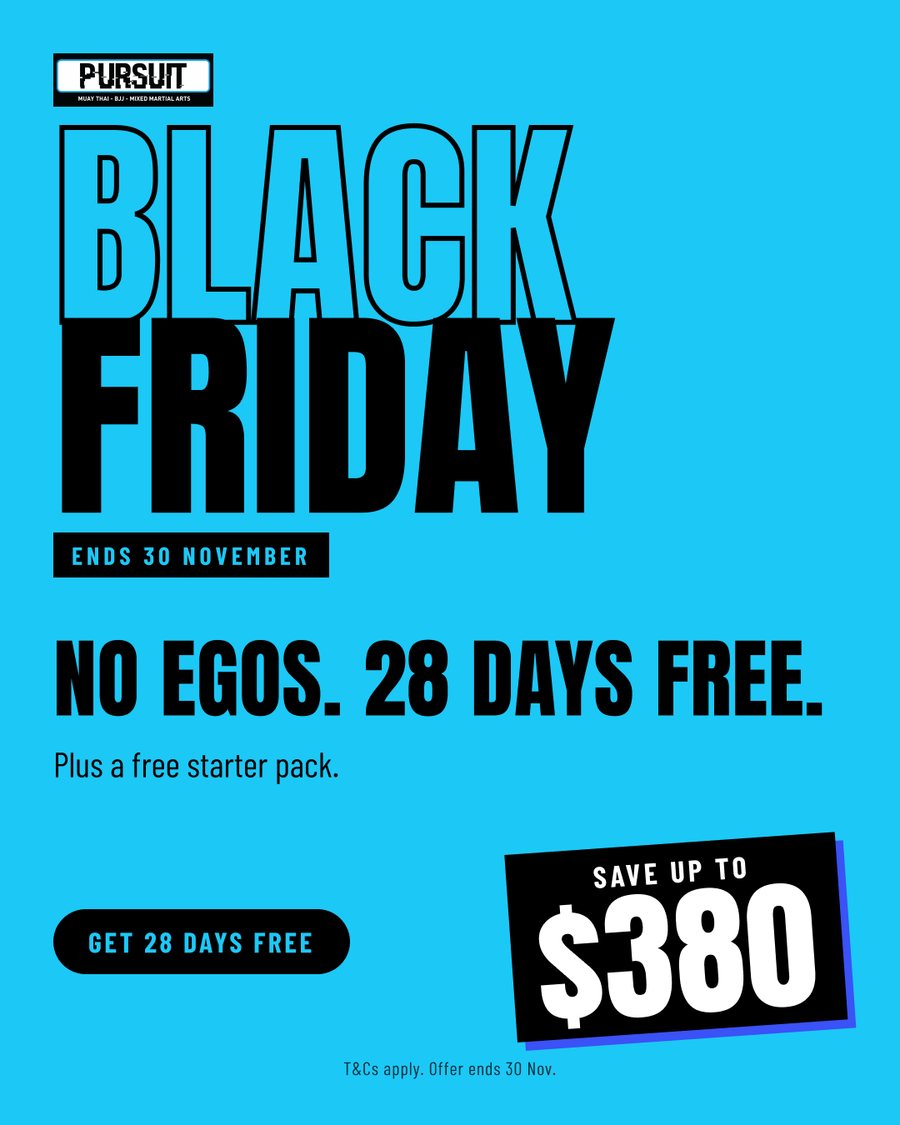 PURSUIT
MUAY THAI • BJJ • MIXED MARTIAL ARTS
BLACK
FRIDAY
ENDS 30 NOVEMBER
NO EGOS. 28 DAYS FREE.
Plus a free starter pack.
SAVE UP TO
$380
GET 28 DAYS FREE
T&Cs apply. Offer ends 30 Nov.